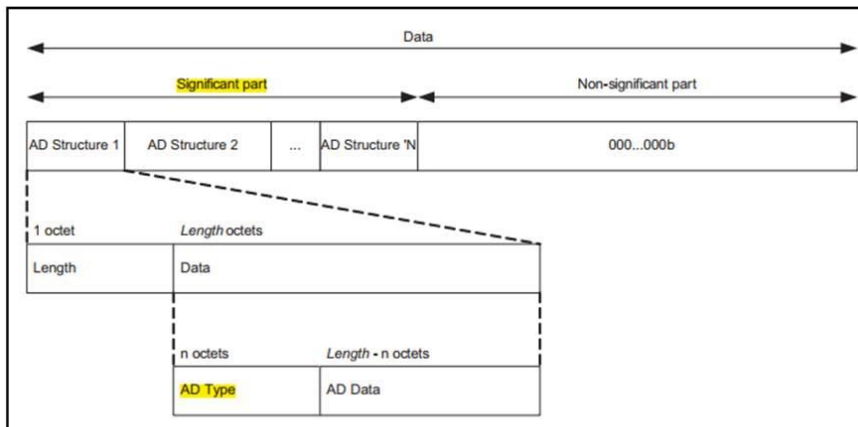 Data
Significant part
Non-significant part
AD Structure 1
AD Structure 2
...
AD Structure 'N
000...000b
1 octet
Length octets
Length
Data
n octets
Length - n octets
AD Type
AD Data